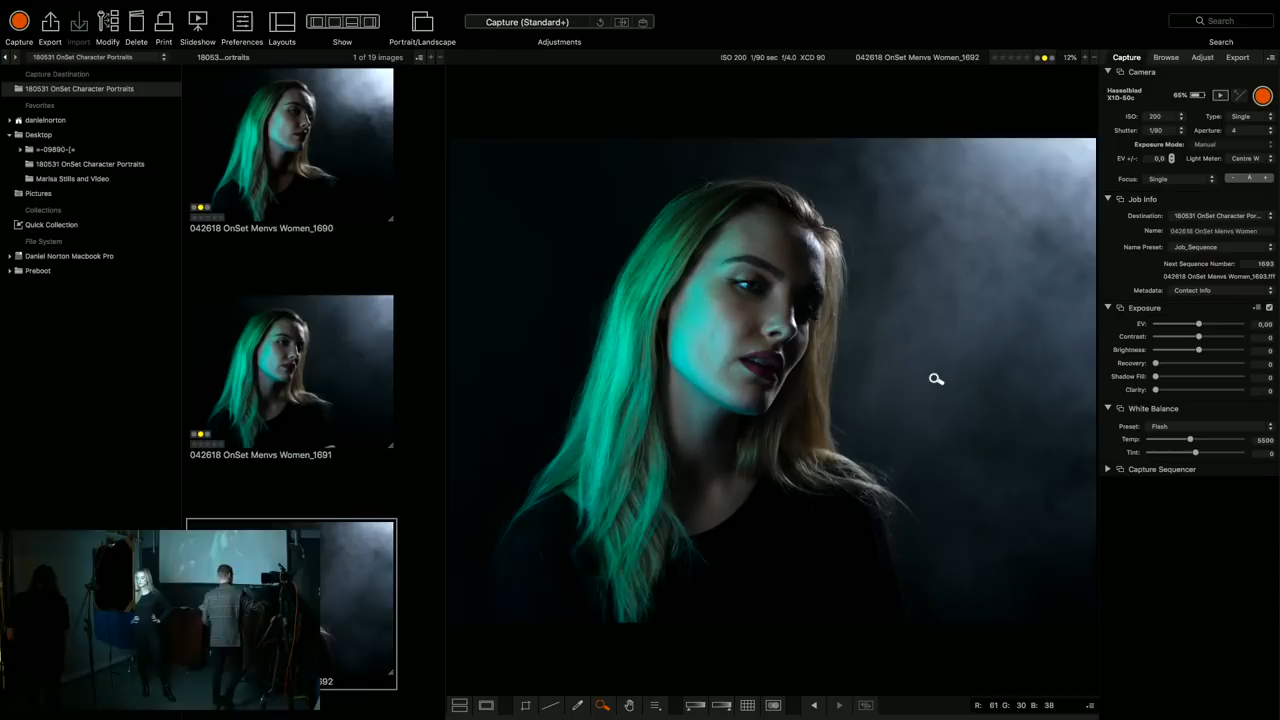 Capture Export Import Modify Delete Print Slideshow Preferences Layouts Show Portrait/Landscape
Capture (Standard+)
Adjustments
Search
Search
180531 OnSet Character Portraits
18053...ortraits
1 of 19 images
ISO 200 1/90 sec f/4.0 XCD 90
042618 OnSet Menvs Women_1692
12%
Capture Browse Adjust Export
Capture Destination
180531 OnSet Character Portraits
Favorites
danielnorton
Desktop
=-09890-[=
180531 OnSet Character Portraits
Marisa Stills and Video
Pictures
Collections
Quick Collection
File System
Daniel Norton Macbook Pro
Preboot
042618 OnSet Menvs Women_1690
042618 OnSet Menvs Women_1691
692
Camera
Hasselblad
X1D-50c
65%
ISO: 200 Type: Single
Shutter: 1/90 Aperture: 4
Exposure Mode: Manual
EV +/-: 0,0 Light Meter: Centre W
Focus: Single - A +
Job Info
Destination: 180531 OnSet Character Por...
Name: 042618 OnSet Menvs Women
Name Preset: Job_Sequence
Next Sequence Number: 1693
042618 OnSet Menvs Women_1693.fff
Metadata: Contact Info
Exposure
EV: 0,00
Contrast: 0
Brightness: 0
Recovery: 0
Shadow Fill: 0
Clarity: 0
White Balance
Preset: Flash
Temp: 5500
Tint: 0
Capture Sequencer
R: 61 G: 30 B: 38